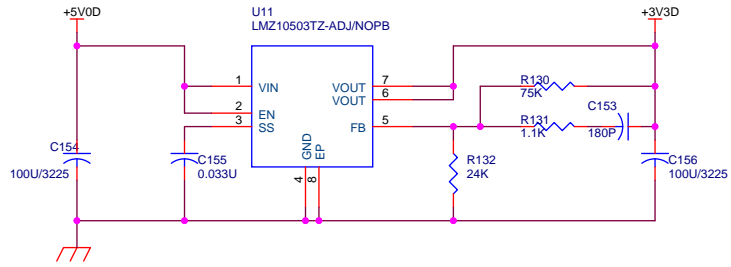 +5V0D
U11
LMZ10503TZ-ADJ/NOPB
+3V3D
1 VIN
VOUT 7
VOUT 6
2 EN
3 SS
FB 5
GND
EP
4
8
R130
75K
R131
1.1K
C153
180P
C154
100U/3225
C155
0.033U
R132
24K
C156
100U/3225